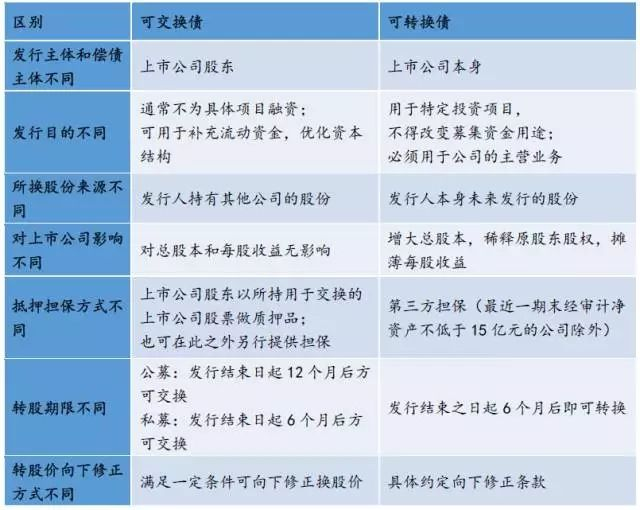 区别
可交换债
可转换债
发行主体和偿债
主体不同
上市公司股东
上市公司本身
发行目的不同
通常不为具体项目融资；
可用于补充流动资金，优化资本
结构
用于特定投资项目，
不得改变募集资金用途；
必须用于公司的主营业务
所换股份来源不
同
发行人持有其他公司的股份
发行人本身未来发行的股份
对上市公司影响
不同
对总股本和每股收益无影响
增大总股本，稀释原股东股权，摊
薄每股收益
抵押担保方式不
同
上市公司股东以所持用于交换的
上市公司股票做质押品；
也可在此之外另行提供担保
第三方担保（最近一期末经审计净
资产不低于15亿元的公司除外）
转股期限不同
公募：发行结束日起12个月后方
可交换
私募：发行结束日起6个月后方
可交换
发行结束之日起6个月后即可转换
转股价向下修正
方式不同
满足一定条件可向下修正换股价
具体约定向下修正条款